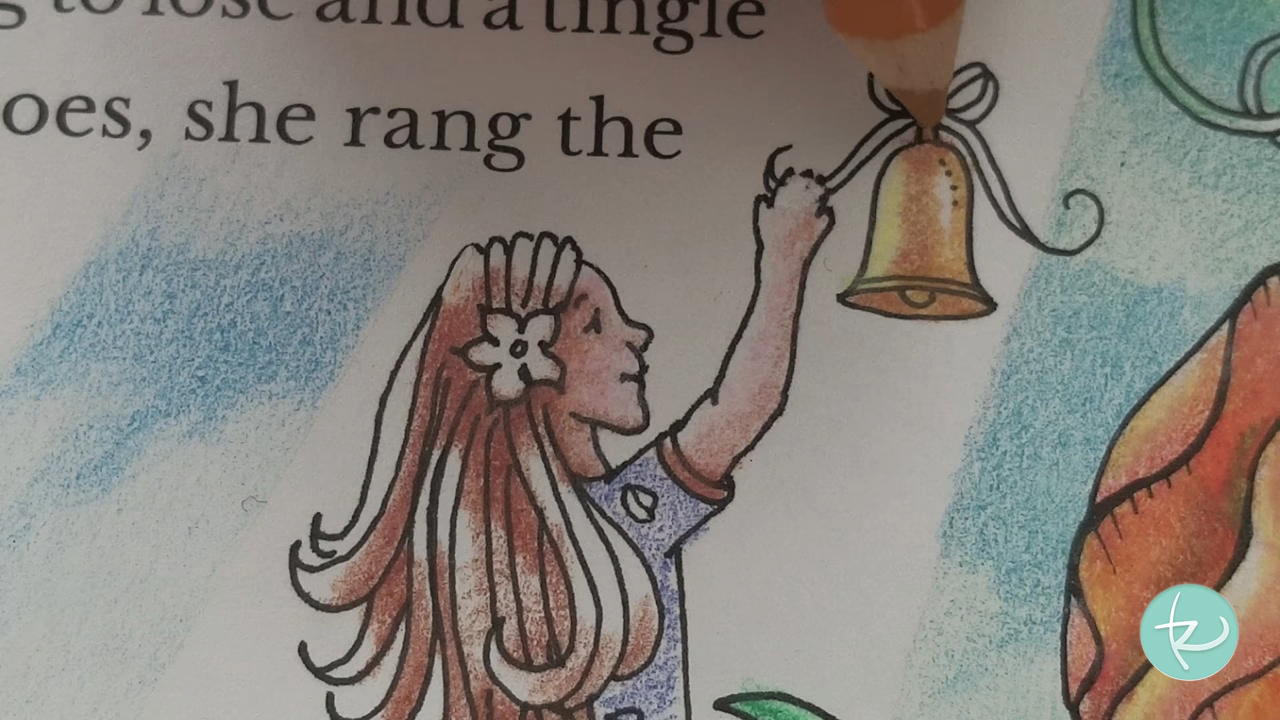 to lose and a tingle
oes, she rang the